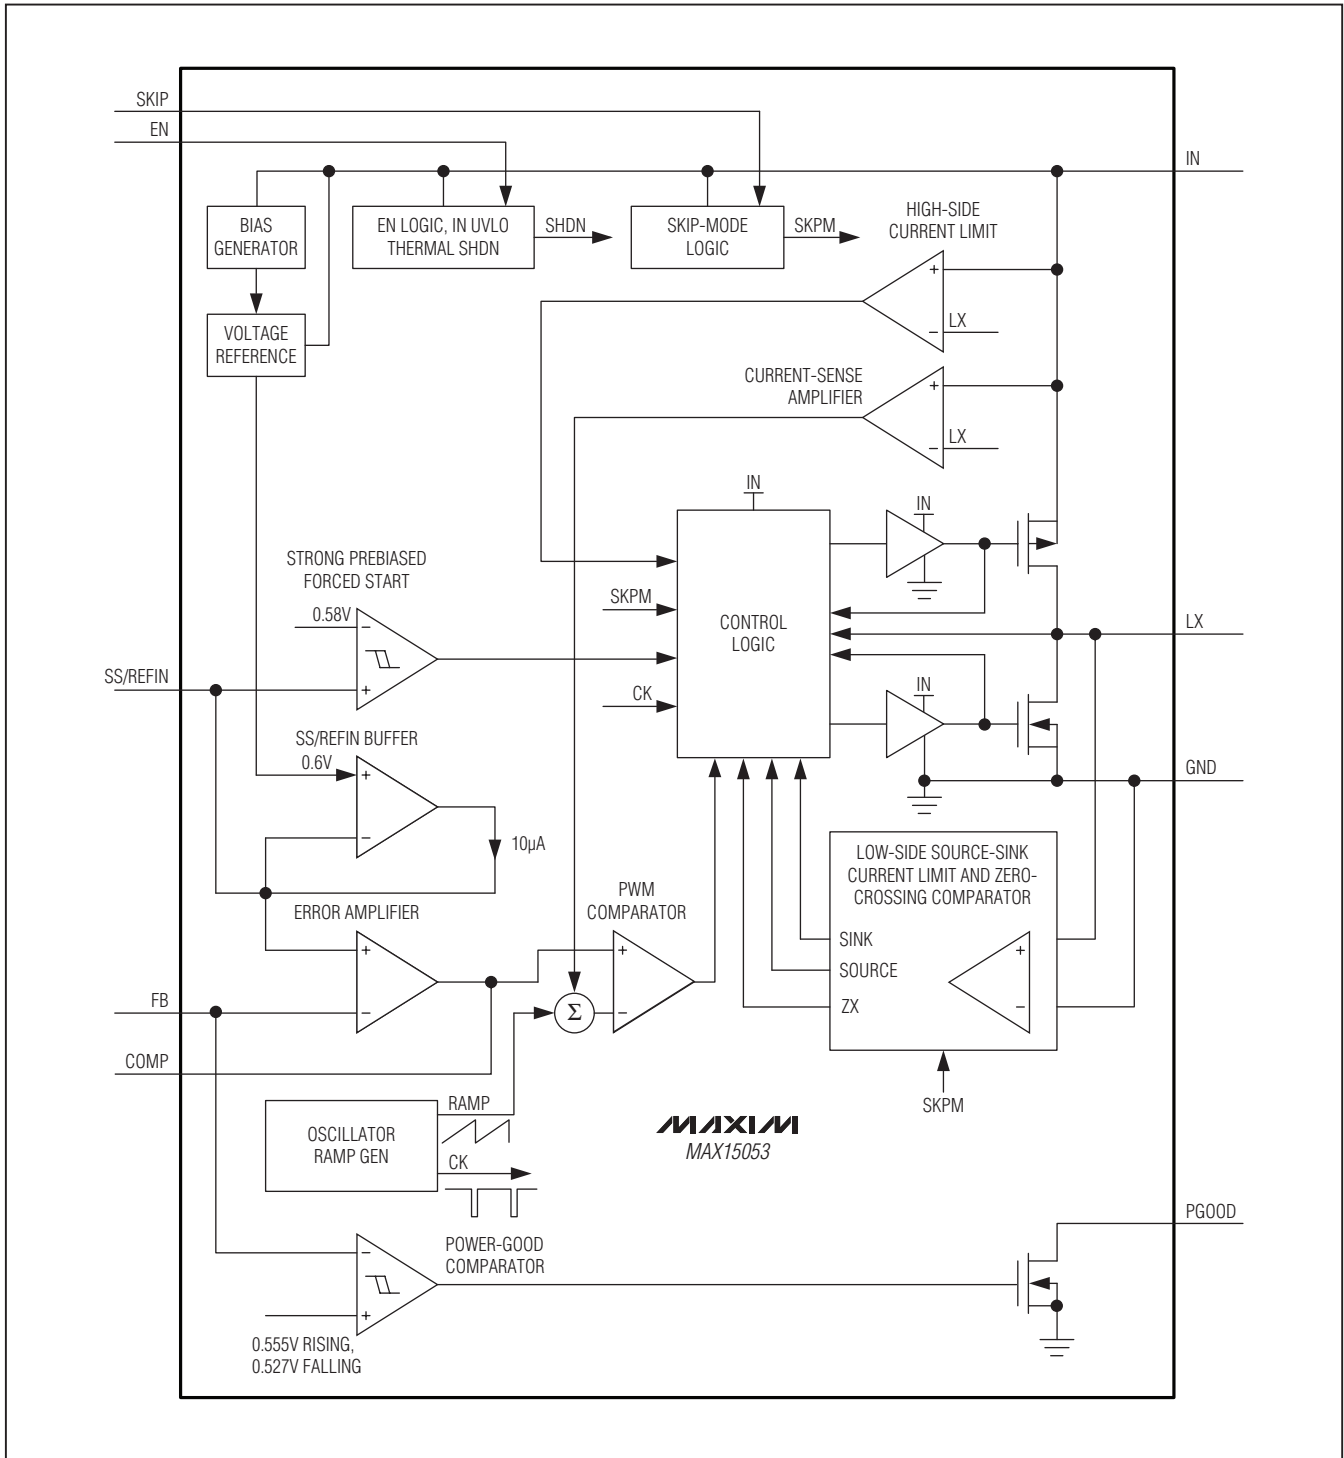 SKIP
EN
IN
BIAS
GENERATOR
EN LOGIC, IN UVLO
THERMAL SHDN
SHDN
SKIP-MODE
LOGIC
SKPM
HIGH-SIDE
CURRENT LIMIT
+
LX
−
VOLTAGE
REFERENCE
CURRENT-SENSE
AMPLIFIER
+
LX
−
IN
IN
STRONG PREBIASED
FORCED START
0.58V
−
+
SKPM
CONTROL
LOGIC
LX
SS/REFIN
CK
IN
SS/REFIN BUFFER
0.6V
+
−
10µA
GND
LOW-SIDE SOURCE-SINK
CURRENT LIMIT AND ZERO-
CROSSING COMPARATOR
SINK
SOURCE
ZX
+
−
SKPM
ERROR AMPLIFIER
+
−
PWM
COMPARATOR
+
−
Σ
FB
COMP
OSCILLATOR
RAMP GEN
RAMP
CK
MAXIM
MAX15053
PGOOD
POWER-GOOD
COMPARATOR
−
+
0.555V RISING,
0.527V FALLING